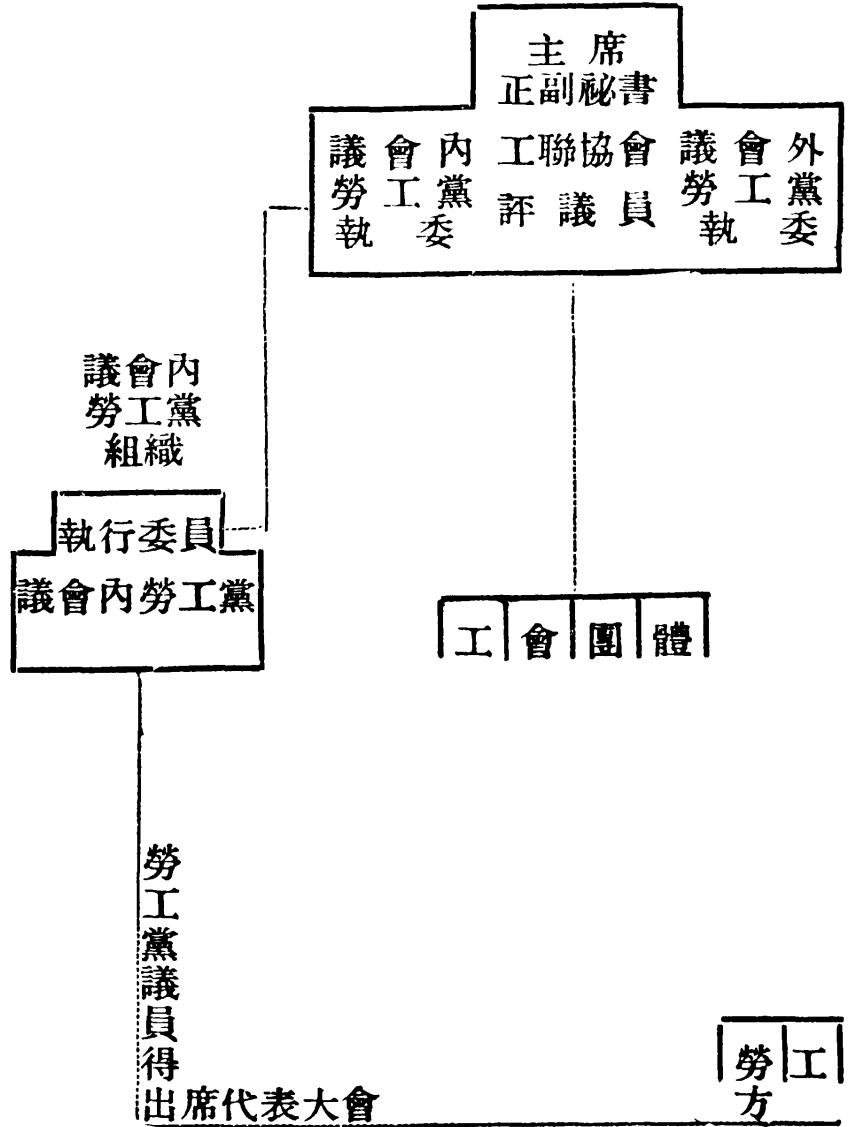 主席
正副祕書
議會內
勞工黨
執委
工聯協會
評議員
議會外
勞工黨
執委
議會內
勞工黨
組織
執行委員
議會內勞工黨
工會團體
勞工黨議員得
出席代表大會
勞工
方